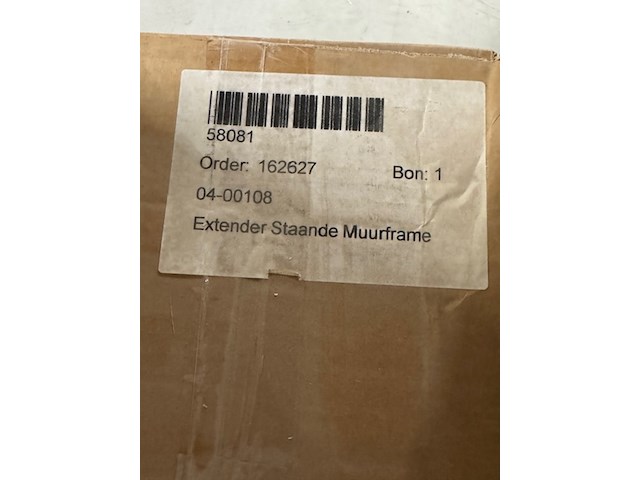 58081
Order: 162627 Bon: 1
04-00108
Extender Staande Muurframe